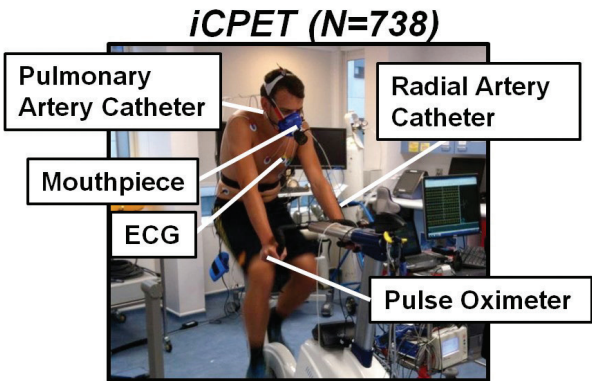 iCPET (N=738)
Pulmonary
Artery Catheter
Radial Artery
Catheter
Mouthpiece
ECG
Pulse Oximeter